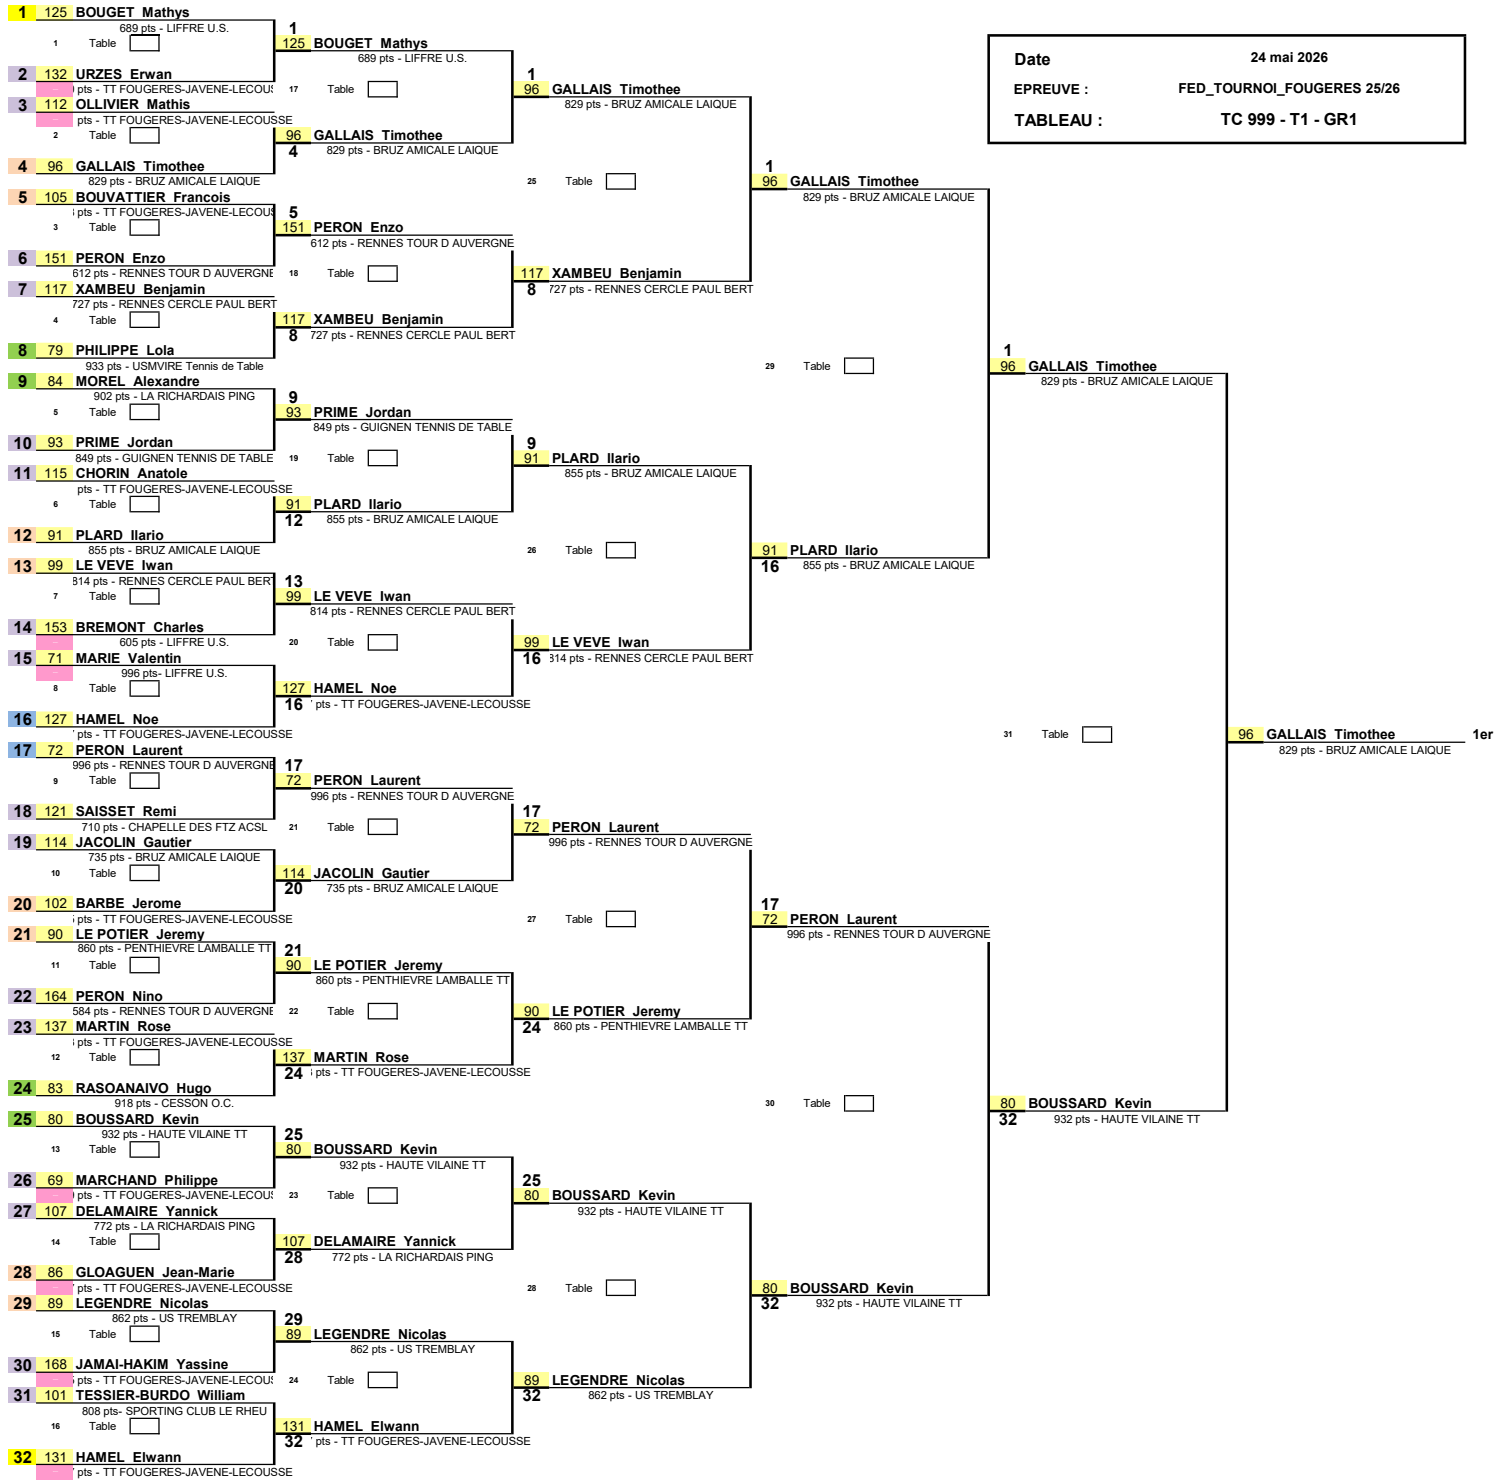 Date 24 mai 2026
EPREUVE : FED_TOURNOI_FOUGERES 25/26
TABLEAU : TC 999 - T1 - GR1
1 125 BOUGET Mathys
689 pts - LIFFRE U.S.
1 Table
2 132 URZES Erwan
pts - TT FOUGERES-JAVENE-LECOUS
3 112 OLLIVIER Mathis
pts - TT FOUGERES-JAVENE-LECOUSSE
2 Table
4 96 GALLAIS Timothee
829 pts - BRUZ AMICALE LAIQUE
5 105 BOUVATTIER Francois
pts - TT FOUGERES-JAVENE-LECOUS
3 Table
6 151 PERON Enzo
612 pts - RENNES TOUR D AUVERGNE
7 117 XAMBEU Benjamin
727 pts - RENNES CERCLE PAUL BERT
4 Table
8 79 PHILIPPE Lola
933 pts - USMVIRE Tennis de Table
9 84 MOREL Alexandre
902 pts - LA RICHARDAIS PING
5 Table
10 93 PRIME Jordan
849 pts - GUIGNEN TENNIS DE TABLE
11 115 CHORIN Anatole
pts - TT FOUGERES-JAVENE-LECOUSSE
6 Table
12 91 PLARD Ilario
855 pts - BRUZ AMICALE LAIQUE
13 99 LE VEVE Iwan
814 pts - RENNES CERCLE PAUL BERT
7 Table
14 153 BREMONT Charles
605 pts - LIFFRE U.S.
15 71 MARIE Valentin
996 pts- LIFFRE U.S.
8 Table
16 127 HAMEL Noe
pts - TT FOUGERES-JAVENE-LECOUSSE
17 72 PERON Laurent
996 pts - RENNES TOUR D AUVERGNE
9 Table
18 121 SAISSET Remi
710 pts - CHAPELLE DES FTZ ACSL
19 114 JACOLIN Gautier
735 pts - BRUZ AMICALE LAIQUE
10 Table
20 102 BARBE Jerome
pts - TT FOUGERES-JAVENE-LECOUSSE
21 90 LE POTIER Jeremy
860 pts - PENTHIEVRE LAMBALLE TT
11 Table
22 164 PERON Nino
584 pts - RENNES TOUR D AUVERGNE
23 137 MARTIN Rose
pts - TT FOUGERES-JAVENE-LECOUSSE
12 Table
24 83 RASOANAIVO Hugo
918 pts - CESSON O.C.
25 80 BOUSSARD Kevin
932 pts - HAUTE VILAINE TT
13 Table
26 69 MARCHAND Philippe
pts - TT FOUGERES-JAVENE-LECOUS
27 107 DELAMAIRE Yannick
772 pts - LA RICHARDAIS PING
14 Table
28 86 GLOAGUEN Jean-Marie
pts - TT FOUGERES-JAVENE-LECOUSSE
29 89 LEGENDRE Nicolas
862 pts - US TREMBLAY
15 Table
30 168 JAMAI-HAKIM Yassine
pts - TT FOUGERES-JAVENE-LECOUS
31 101 TESSIER-BURDO William
808 pts- SPORTING CLUB LE RHEU
16 Table
32 131 HAMEL Elwann
pts - TT FOUGERES-JAVENE-LECOUSSE
1
125 BOUGET Mathys
689 pts - LIFFRE U.S.
17 Table
96 GALLAIS Timothee
4 829 pts - BRUZ AMICALE LAIQUE
5
151 PERON Enzo
612 pts - RENNES TOUR D AUVERGNE
18 Table
117 XAMBEU Benjamin
8 727 pts - RENNES CERCLE PAUL BERT
9
93 PRIME Jordan
849 pts - GUIGNEN TENNIS DE TABLE
19 Table
91 PLARD Ilario
12 855 pts - BRUZ AMICALE LAIQUE
13
99 LE VEVE Iwan
814 pts - RENNES CERCLE PAUL BERT
20 Table
127 HAMEL Noe
16 pts - TT FOUGERES-JAVENE-LECOUSSE
17
72 PERON Laurent
996 pts - RENNES TOUR D AUVERGNE
21 Table
114 JACOLIN Gautier
20 735 pts - BRUZ AMICALE LAIQUE
21
90 LE POTIER Jeremy
860 pts - PENTHIEVRE LAMBALLE TT
22 Table
137 MARTIN Rose
24 pts - TT FOUGERES-JAVENE-LECOUSSE
25
80 BOUSSARD Kevin
932 pts - HAUTE VILAINE TT
23 Table
107 DELAMAIRE Yannick
28 772 pts - LA RICHARDAIS PING
29
89 LEGENDRE Nicolas
862 pts - US TREMBLAY
24 Table
131 HAMEL Elwann
32 pts - TT FOUGERES-JAVENE-LECOUSSE
1
96 GALLAIS Timothee
829 pts - BRUZ AMICALE LAIQUE
25 Table
117 XAMBEU Benjamin
8 727 pts - RENNES CERCLE PAUL BERT
9
91 PLARD Ilario
855 pts - BRUZ AMICALE LAIQUE
26 Table
99 LE VEVE Iwan
16 814 pts - RENNES CERCLE PAUL BERT
17
72 PERON Laurent
996 pts - RENNES TOUR D AUVERGNE
27 Table
90 LE POTIER Jeremy
24 860 pts - PENTHIEVRE LAMBALLE TT
25
80 BOUSSARD Kevin
932 pts - HAUTE VILAINE TT
28 Table
89 LEGENDRE Nicolas
32 862 pts - US TREMBLAY
1
96 GALLAIS Timothee
829 pts - BRUZ AMICALE LAIQUE
29 Table
91 PLARD Ilario
16 855 pts - BRUZ AMICALE LAIQUE
17
72 PERON Laurent
996 pts - RENNES TOUR D AUVERGNE
30 Table
80 BOUSSARD Kevin
32 932 pts - HAUTE VILAINE TT
1
96 GALLAIS Timothee
829 pts - BRUZ AMICALE LAIQUE
31 Table
80 BOUSSARD Kevin
32 932 pts - HAUTE VILAINE TT
96 GALLAIS Timothee 1er
829 pts - BRUZ AMICALE LAIQUE